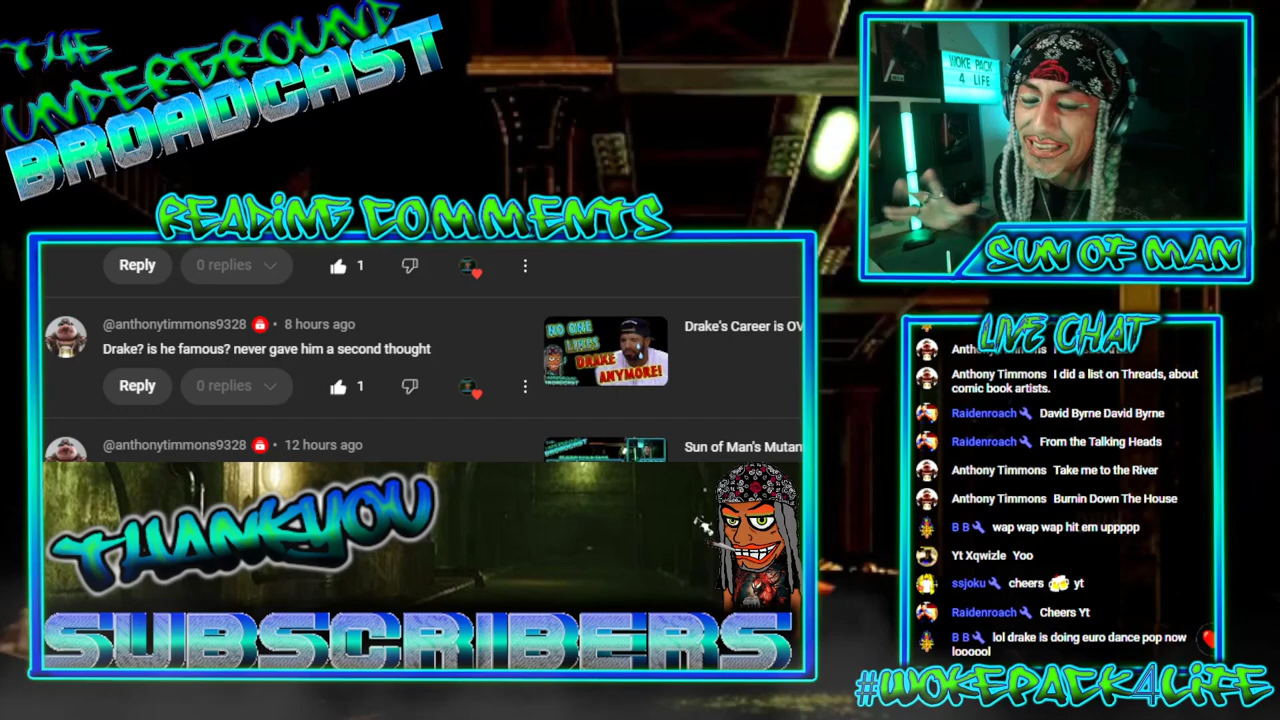 THE
UNDERGROUND
BROADCAST
WOKE PACK
4 LIFE
SUN OF MAN
READING COMMENTS
Reply
0 replies
1
@anthonytimmons9328 • 8 hours ago
Drake? is he famous? never gave him a second thought
Reply
0 replies
1
NO ONE
LIKES
DRAKE
ANYMORE!
Drake's Career is OV
@anthonytimmons9328 • 12 hours ago
Sun of Man's Mutan
THANKYOU
SUBSCRIBERS
LIVE CHAT
Anthony Timmons I did a list on Threads, about
comic book artists.
Raidenroach David Byrne David Byrne
Raidenroach From the Talking Heads
Anthony Timmons Take me to the River
Anthony Timmons Burnin Down The House
B B wap wap wap hit em uppppp
Yt Xqwizle Yoo
ssjoku cheers 🍻 yt
Raidenroach Cheers Yt
B B lol drake is doing euro dance pop now
looool
#WOKEPACK4LIFE